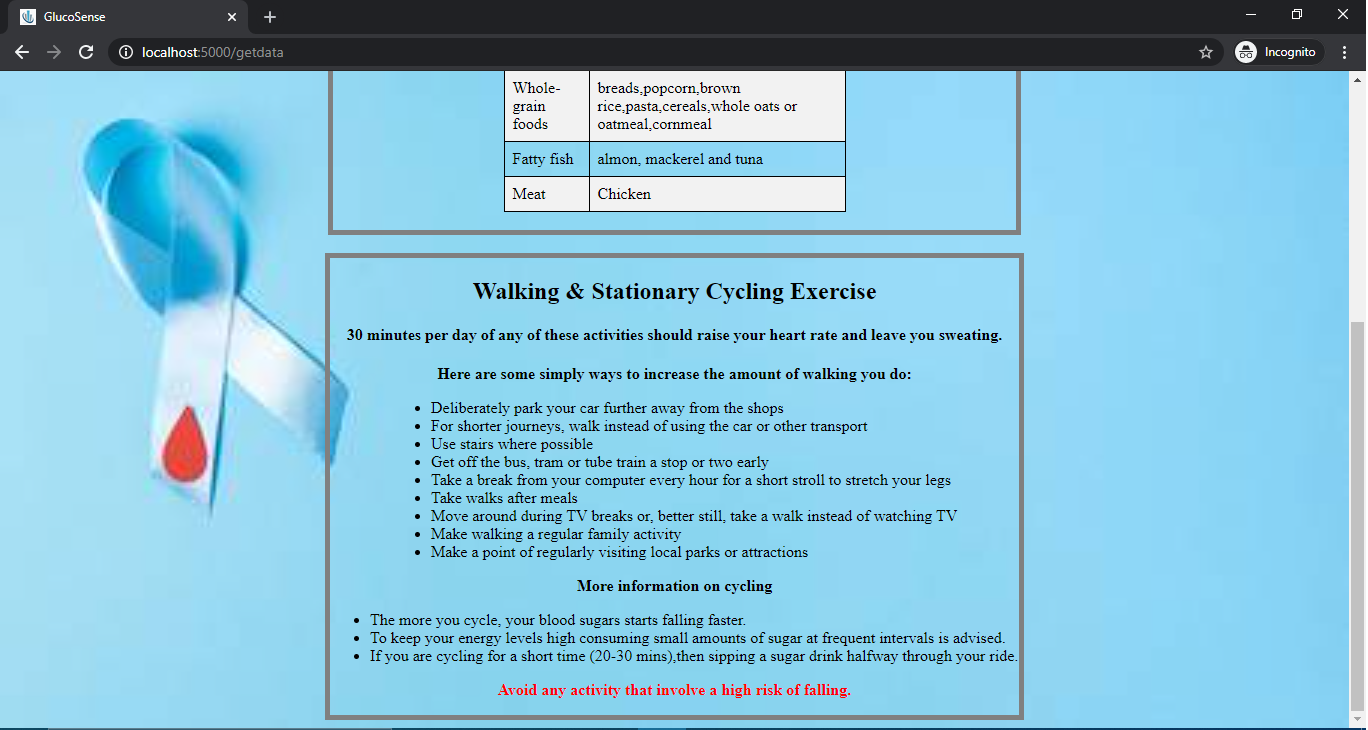 GlucoSense
localhost:5000/getdata
Incognito
Whole-
grain
foods
breads,popcorn,brown
rice,pasta,cereals,whole oats or
oatmeal,cornmeal
Fatty fish almon, mackerel and tuna
Meat Chicken
Walking & Stationary Cycling Exercise
30 minutes per day of any of these activities should raise your heart rate and leave you sweating.
Here are some simply ways to increase the amount of walking you do:
• Deliberately park your car further away from the shops
• For shorter journeys, walk instead of using the car or other transport
• Use stairs where possible
• Get off the bus, tram or tube train a stop or two early
• Take a break from your computer every hour for a short stroll to stretch your legs
• Take walks after meals
• Move around during TV breaks or, better still, take a walk instead of watching TV
• Make walking a regular family activity
• Make a point of regularly visiting local parks or attractions
More information on cycling
• The more you cycle, your blood sugars starts falling faster.
• To keep your energy levels high consuming small amounts of sugar at frequent intervals is advised.
• If you are cycling for a short time (20-30 mins),then sipping a sugar drink halfway through your ride.
Avoid any activity that involve a high risk of falling.